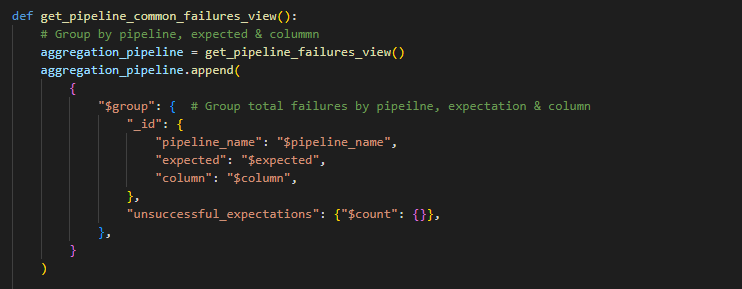 def get_pipeline_common_failures_view():
    # Group by pipeline, expected & colummn
    aggregation_pipeline = get_pipeline_failures_view()
    aggregation_pipeline.append(
        {
            "$group": {  # Group total failures by pipeilne, expectation & column
                "_id": {
                    "pipeline_name": "$pipeline_name",
                    "expected": "$expected",
                    "column": "$column",
                },
                "unsuccessful_expectations": {"$count": {}},
            },
        }
    )